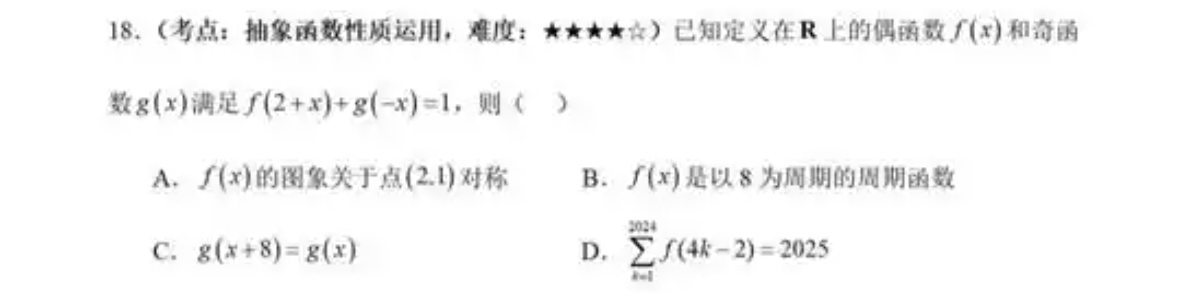 18.（考点：抽象函数性质运用，难度：★★★★☆）已知定义在R上的偶函数f(x)和奇函
数g(x)满足f(2+x)+g(-x)=1，则（ ）
A. f(x)的图象关于点(2,1)对称 B. f(x)是以8为周期的周期函数
C. g(x+8)=g(x) D. \sum_{k=1}^{2024} f(4k-2)=2025